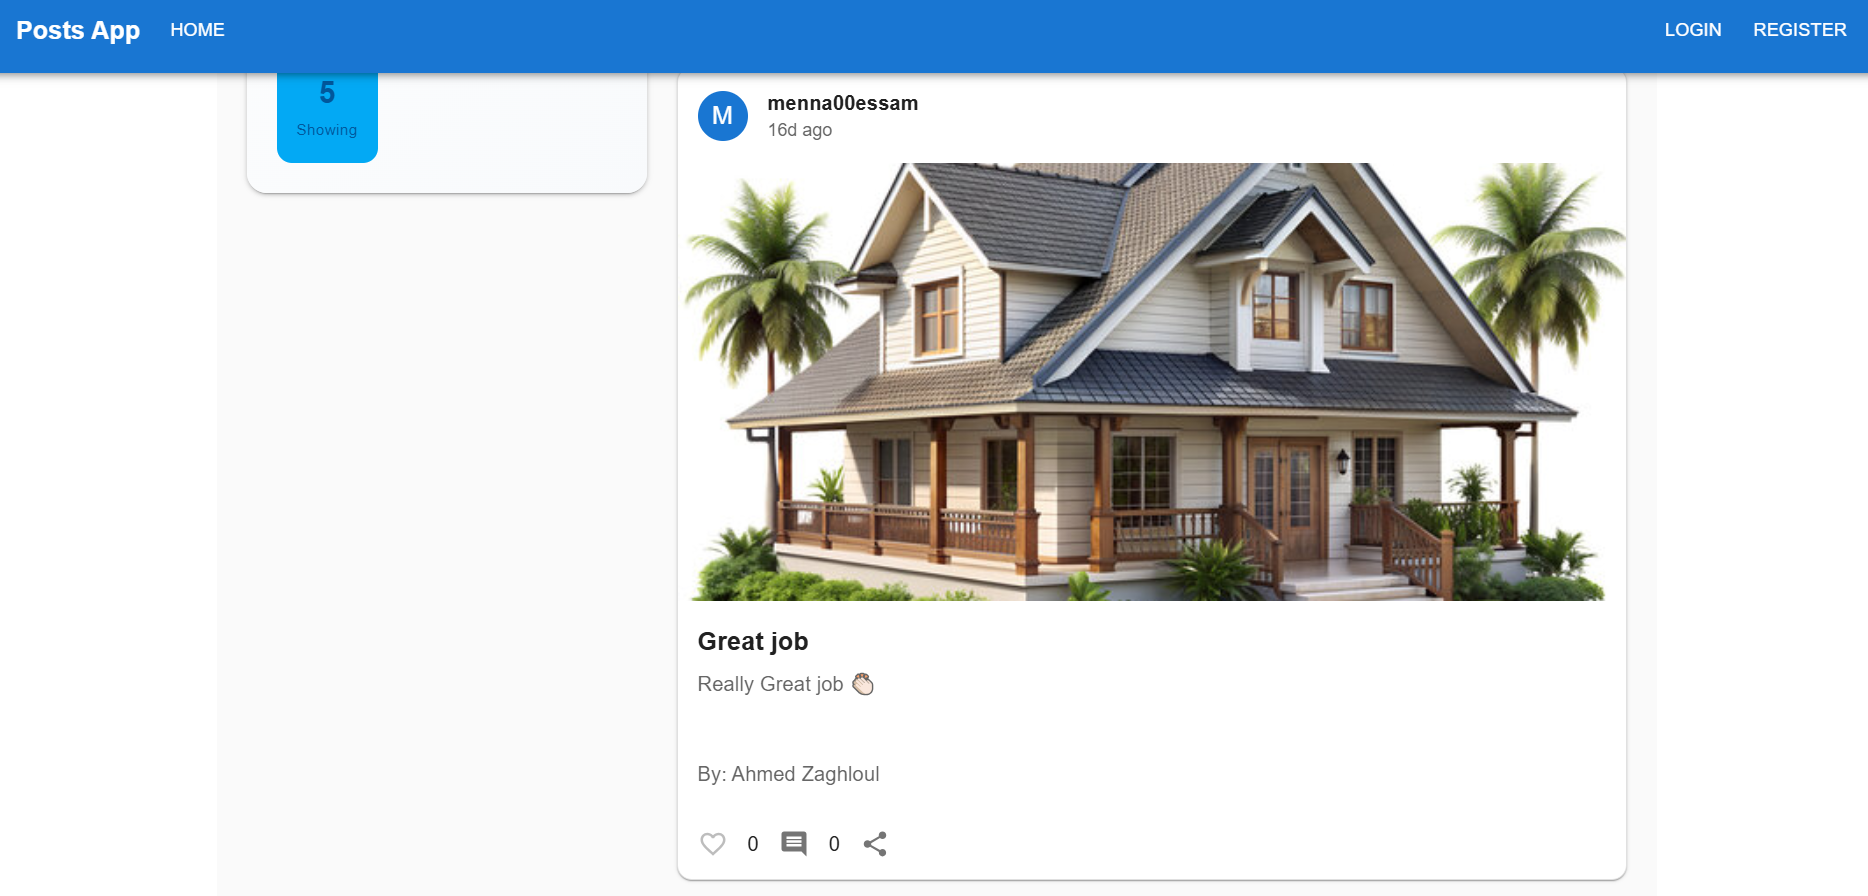 Posts App HOME LOGIN REGISTER
5
Showing
M
menna00essam
16d ago
Great job
Really Great job 👏🏻
By: Ahmed Zaghloul
0 0